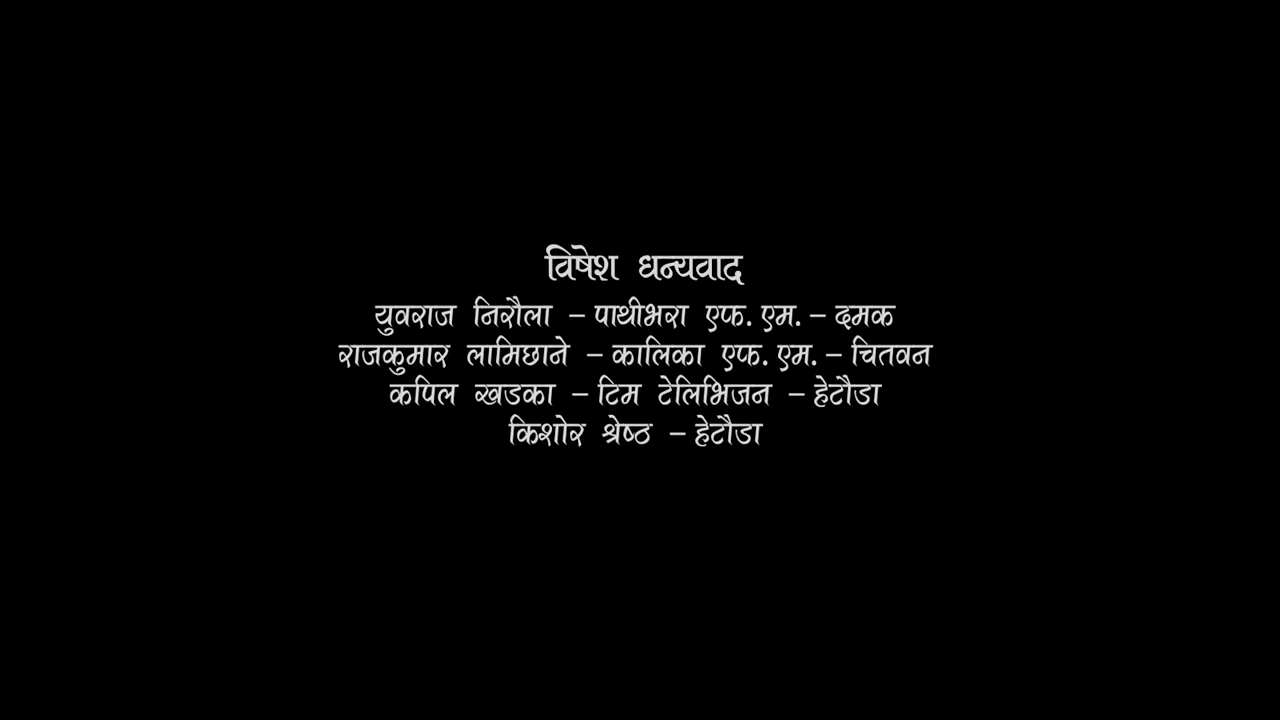 विषेश धन्यवाद
युवराज निरौला – पाथीभरा एफ. एम. – दमक
राजकुमार लामिछाने – कालिका एफ. एम. – चितवन
कपिल खडका – टिम टेलिभिजन – हेटौडा
किशोर श्रेष्ठ – हेटौडा